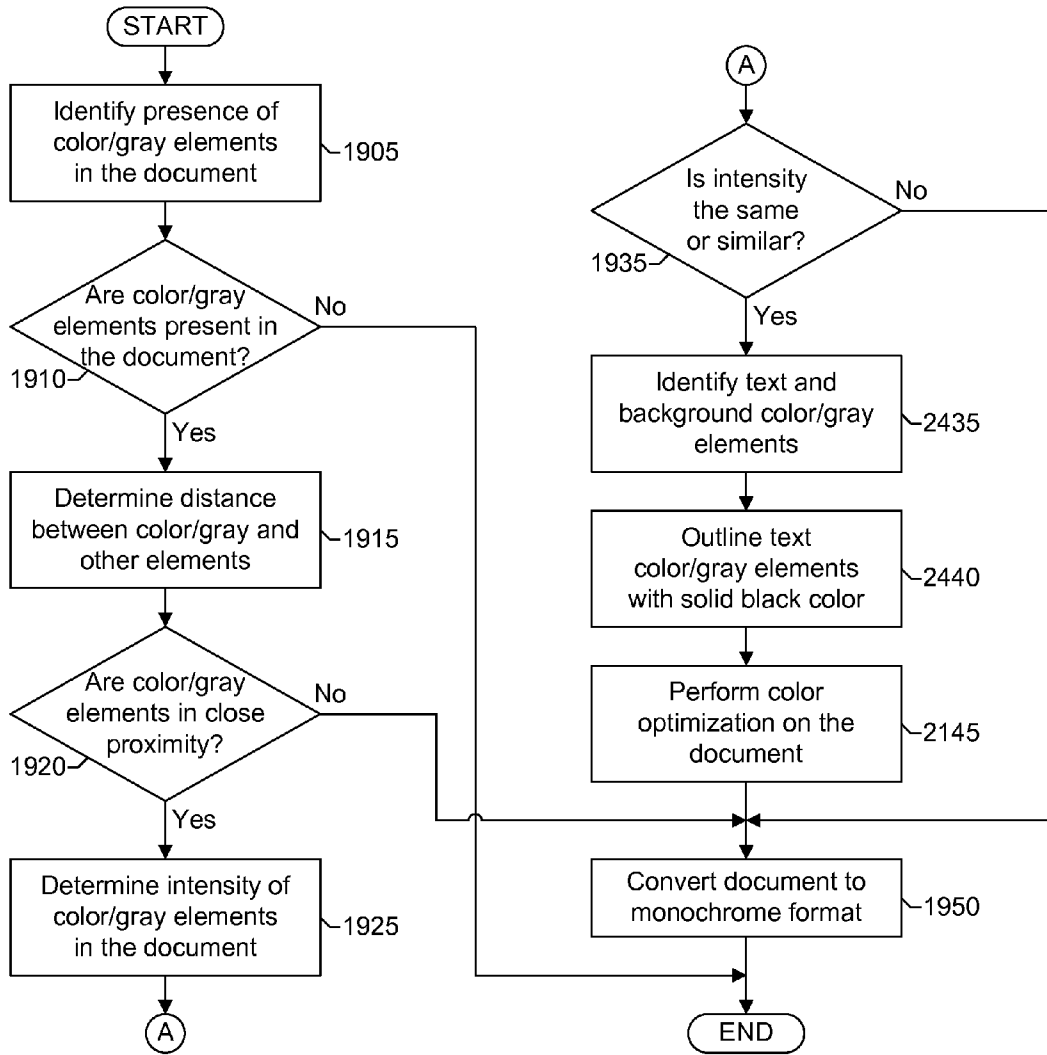 START
Identify presence of
color/gray elements
in the document
1905
Are color/gray
elements present in
the document?
No
1910
Yes
Determine distance
between color/gray and
other elements
1915
Are color/gray
elements in close
proximity?
No
1920
Yes
Determine intensity of
color/gray elements
in the document
1925
A
A
Is intensity
the same
or similar?
No
1935
Yes
Identify text and
background color/gray
elements
2435
Outline text
color/gray elements
with solid black color
2440
Perform color
optimization on the
document
2145
Convert document to
monochrome format
1950
END